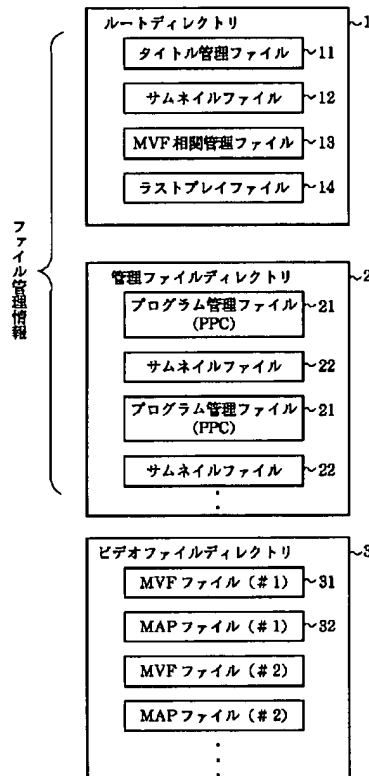 ルートディレクトリ
~1
タイトル管理ファイル
~11
サムネイルファイル
~12
MVF相関管理ファイル
~13
ラストプレイファイル
~14
ファイル管理情報
管理ファイルディレクトリ
~2
プログラム管理ファイル
(PPC)
~21
サムネイルファイル
~22
プログラム管理ファイル
(PPC)
~21
サムネイルファイル
~22
ビデオファイルディレクトリ
~3
MVFファイル(#1)
~31
MAPファイル(#1)
~32
MVFファイル(#2)
MAPファイル(#2)